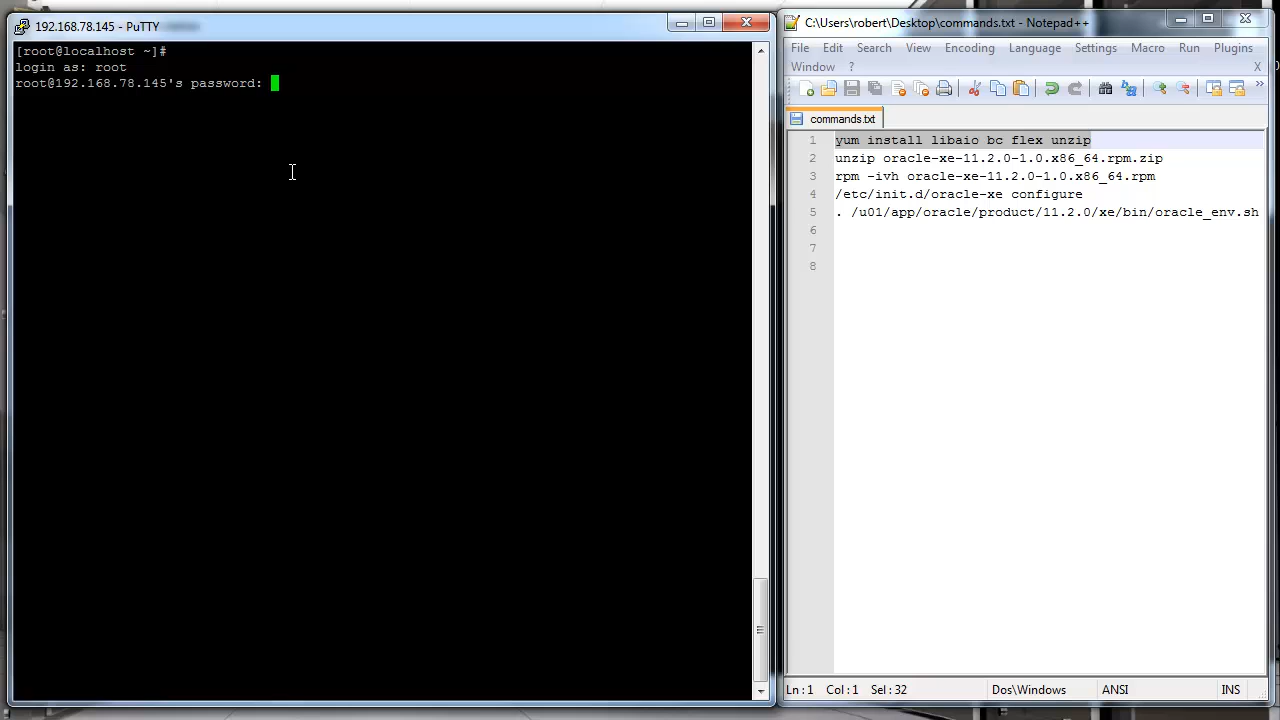 192.168.78.145 - PuTTY
[root@localhost ~]#
login as: root
root@192.168.78.145's password:
C:\Users\robert\Desktop\commands.txt - Notepad++
File Edit Search View Encoding Language Settings Macro Run Plugins
Window ? X
commands.txt
1 yum install libaio bc flex unzip
2 unzip oracle-xe-11.2.0-1.0.x86_64.rpm.zip
3 rpm -ivh oracle-xe-11.2.0-1.0.x86_64.rpm
4 /etc/init.d/oracle-xe configure
5 . /u01/app/oracle/product/11.2.0/xe/bin/oracle_env.sh
6
7
8
Ln:1 Col:1 Sel:32 Dos\Windows ANSI INS